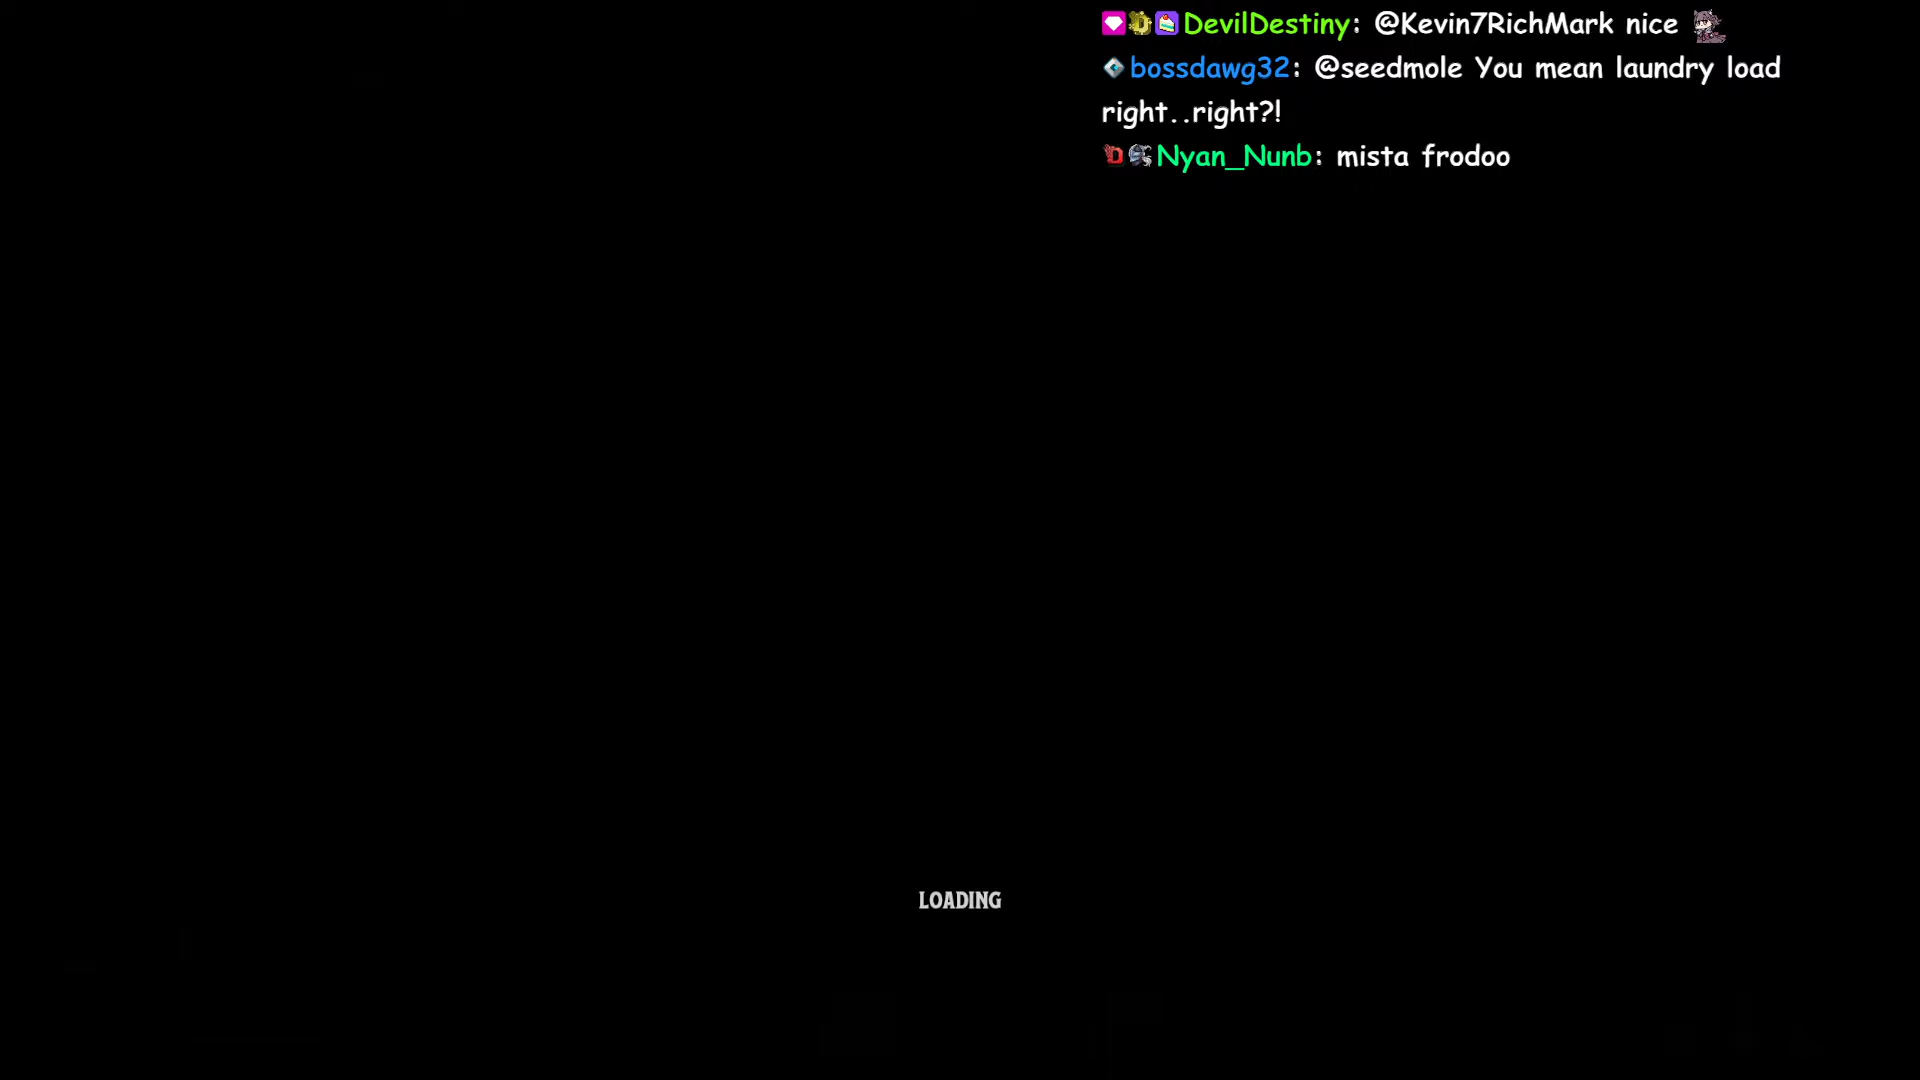 DevilDestiny: @Kevin7RichMark nice
bossdawg32: @seedmole You mean laundry load
right..right?!
Nyan_Nunb: mista frodoo
LOADING